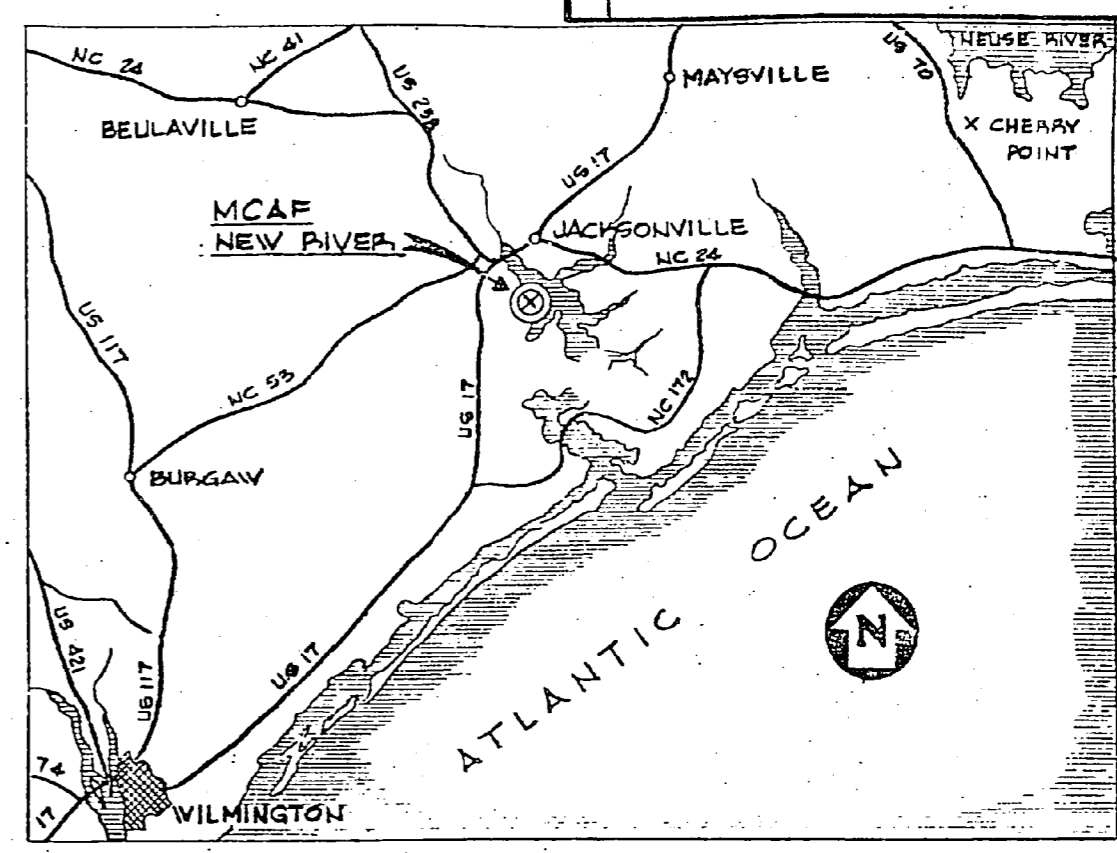 NC 24
NC 41
US 258
BEULAVILLE
MAYSVILLE
US 70
NEUSE RIVER
X CHERRY
POINT
US 17
MCAF
NEW RIVER
JACKSONVILLE
NC 24
US 117
NC 53
US 17
NC 172
BURGAW
ATLANTIC OCEAN
N
US 421
US 117
US 17
74
17
WILMINGTON